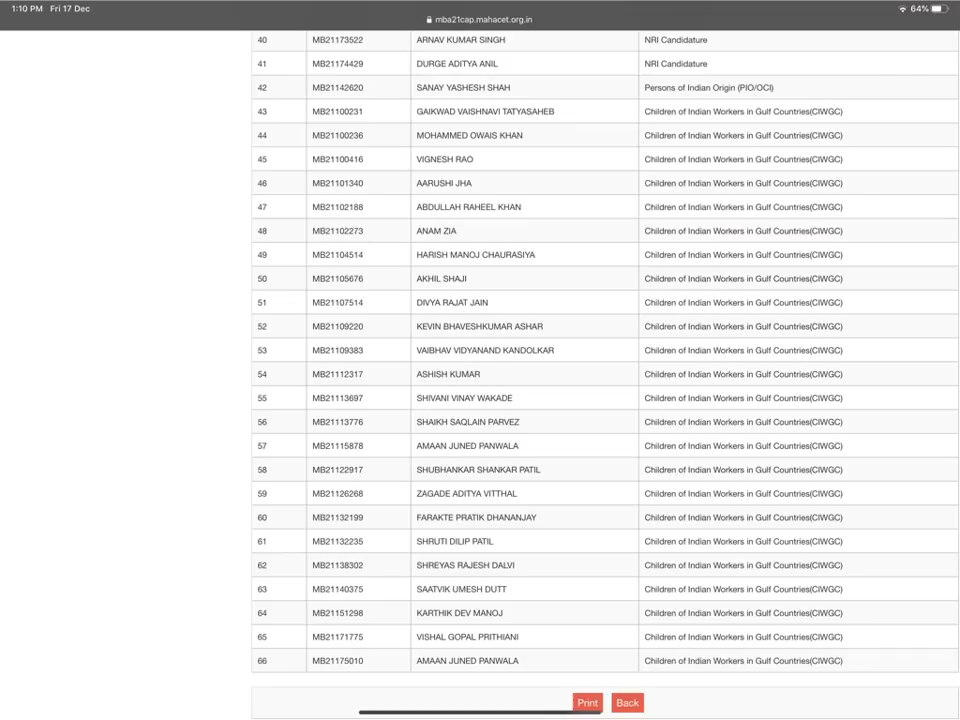 1:10 PM Fri 17 Dec 64%
mba21cap.mahacet.org.in
40 MB21173522 ARNAV KUMAR SINGH NRI Candidature
41 MB21174429 DURGE ADITYA ANIL NRI Candidature
42 MB21142620 SANAY YASHESH SHAH Persons of Indian Origin (PIO/OCI)
43 MB21100231 GAIKWAD VAISHNAVI TATYASAHEB Children of Indian Workers in Gulf Countries(CIWGC)
44 MB21100236 MOHAMMED OWAIS KHAN Children of Indian Workers in Gulf Countries(CIWGC)
45 MB21100416 VIGNESH RAO Children of Indian Workers in Gulf Countries(CIWGC)
46 MB21101340 AARUSHI JHA Children of Indian Workers in Gulf Countries(CIWGC)
47 MB21102188 ABDULLAH RAHEEL KHAN Children of Indian Workers in Gulf Countries(CIWGC)
48 MB21102273 ANAM ZIA Children of Indian Workers in Gulf Countries(CIWGC)
49 MB21104514 HARISH MANOJ CHAURASIYA Children of Indian Workers in Gulf Countries(CIWGC)
50 MB21105676 AKHIL SHAJI Children of Indian Workers in Gulf Countries(CIWGC)
51 MB21107514 DIVYA RAJAT JAIN Children of Indian Workers in Gulf Countries(CIWGC)
52 MB21109220 KEVIN BHAVESHKUMAR ASHAR Children of Indian Workers in Gulf Countries(CIWGC)
53 MB21109383 VAIBHAV VIDYANAND KANDOLKAR Children of Indian Workers in Gulf Countries(CIWGC)
54 MB21112317 ASHISH KUMAR Children of Indian Workers in Gulf Countries(CIWGC)
55 MB21113697 SHIVANI VINAY WAKADE Children of Indian Workers in Gulf Countries(CIWGC)
56 MB21113776 SHAIKH SAQLAIN PARVEZ Children of Indian Workers in Gulf Countries(CIWGC)
57 MB21115878 AMAAN JUNED PANWALA Children of Indian Workers in Gulf Countries(CIWGC)
58 MB21122917 SHUBHANKAR SHANKAR PATIL Children of Indian Workers in Gulf Countries(CIWGC)
59 MB21126268 ZAGADE ADITYA VITTHAL Children of Indian Workers in Gulf Countries(CIWGC)
60 MB21132199 FARAKTE PRATIK DHANANJAY Children of Indian Workers in Gulf Countries(CIWGC)
61 MB21132235 SHRUTI DILIP PATIL Children of Indian Workers in Gulf Countries(CIWGC)
62 MB21138302 SHREYAS RAJESH DALVI Children of Indian Workers in Gulf Countries(CIWGC)
63 MB21140375 SAATVIK UMESH DUTT Children of Indian Workers in Gulf Countries(CIWGC)
64 MB21151298 KARTHIK DEV MANOJ Children of Indian Workers in Gulf Countries(CIWGC)
65 MB21171775 VISHAL GOPAL PRITHIANI Children of Indian Workers in Gulf Countries(CIWGC)
66 MB21175010 AMAAN JUNED PANWALA Children of Indian Workers in Gulf Countries(CIWGC)
Print Back